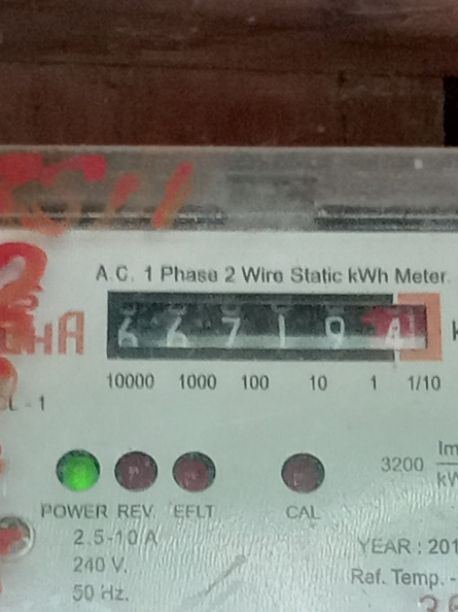 A.C. 1 Phase 2 Wire Static kWh Meter.
6 6 7 1 9 4
10000 1000 100 10 1 1/10
3200
POWER REV. EFLT CAL
2.5-10 A
240 V.
50 Hz.
YEAR : 201
Ref. Temp. -